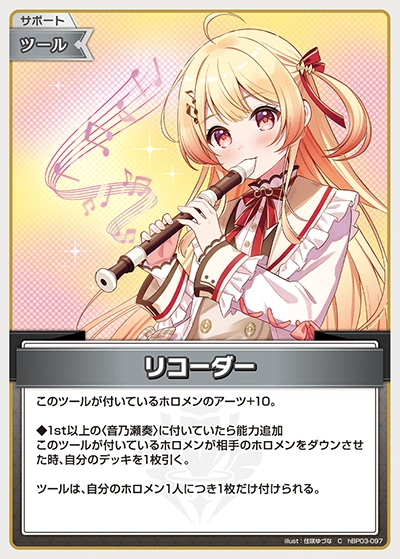 サポート
ツール
リコーダー
このツールが付いているホロメンのアーツ+10。
◆1st以上の〈音乃瀬奏〉に付いていたら能力追加
このツールが付いているホロメンが相手のホロメンをダウンさせ
た時、自分のデッキを1枚引く。
ツールは、自分のホロメン1人につき1枚だけ付けられる。
illust：佳咲ゆづな C hBP03-097